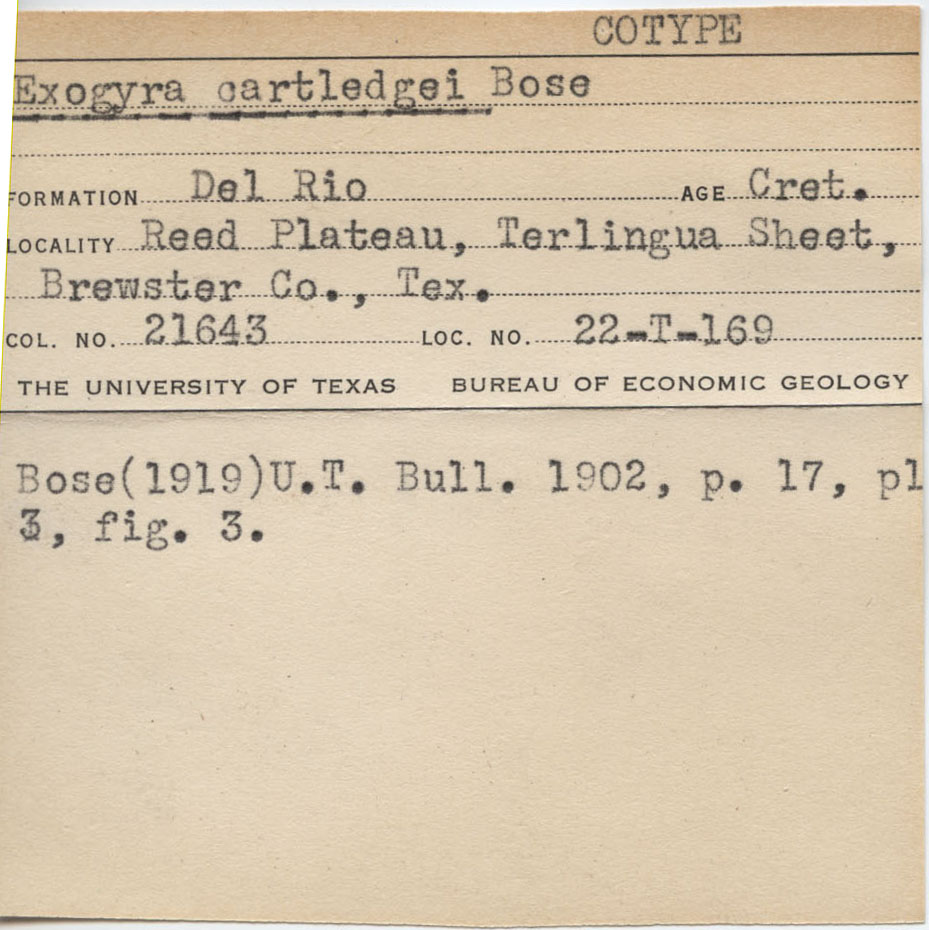 COTYPE
Exogyra cartledgei Bose
FORMATION Del Rio AGE Cret.
LOCALITY Reed Plateau, Terlingua Sheet,
Brewster Co., Tex.
COL. NO. 21643 LOC. NO. 22-T-169
THE UNIVERSITY OF TEXAS BUREAU OF ECONOMIC GEOLOGY
Bose(1919)U.T. Bull. 1902, p. 17, pl
3, fig. 3.